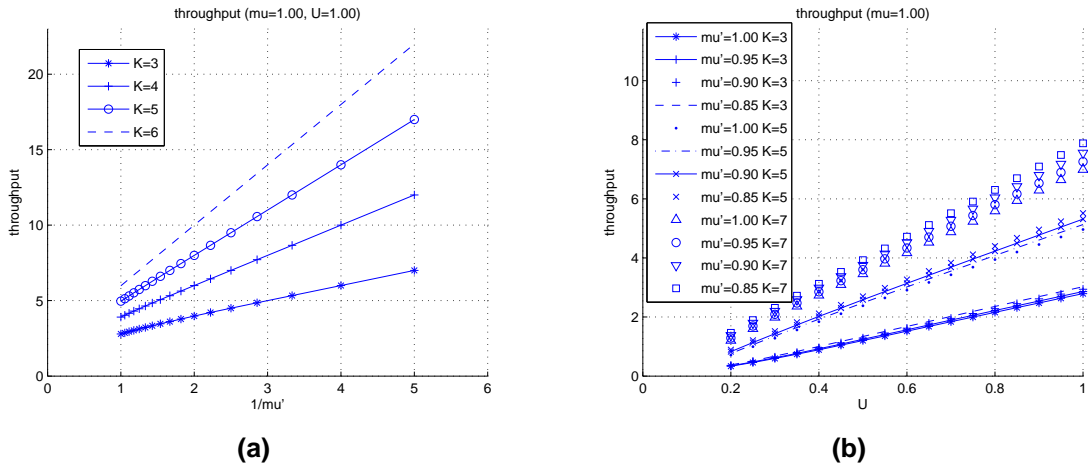 throughput (mu=1.00, U=1.00)
K=3
K=4
K=5
K=6
throughput
20
15
10
5
0
0 1 2 3 4 5 6
1/mu'
(a)
throughput (mu=1.00)
mu'=1.00 K=3
mu'=0.95 K=3
mu'=0.90 K=3
mu'=0.85 K=3
mu'=1.00 K=5
mu'=0.95 K=5
mu'=0.90 K=5
mu'=0.85 K=5
mu'=1.00 K=7
mu'=0.95 K=7
mu'=0.90 K=7
mu'=0.85 K=7
throughput
10
8
6
4
2
0
0 0.2 0.4 0.6 0.8 1
U
(b)